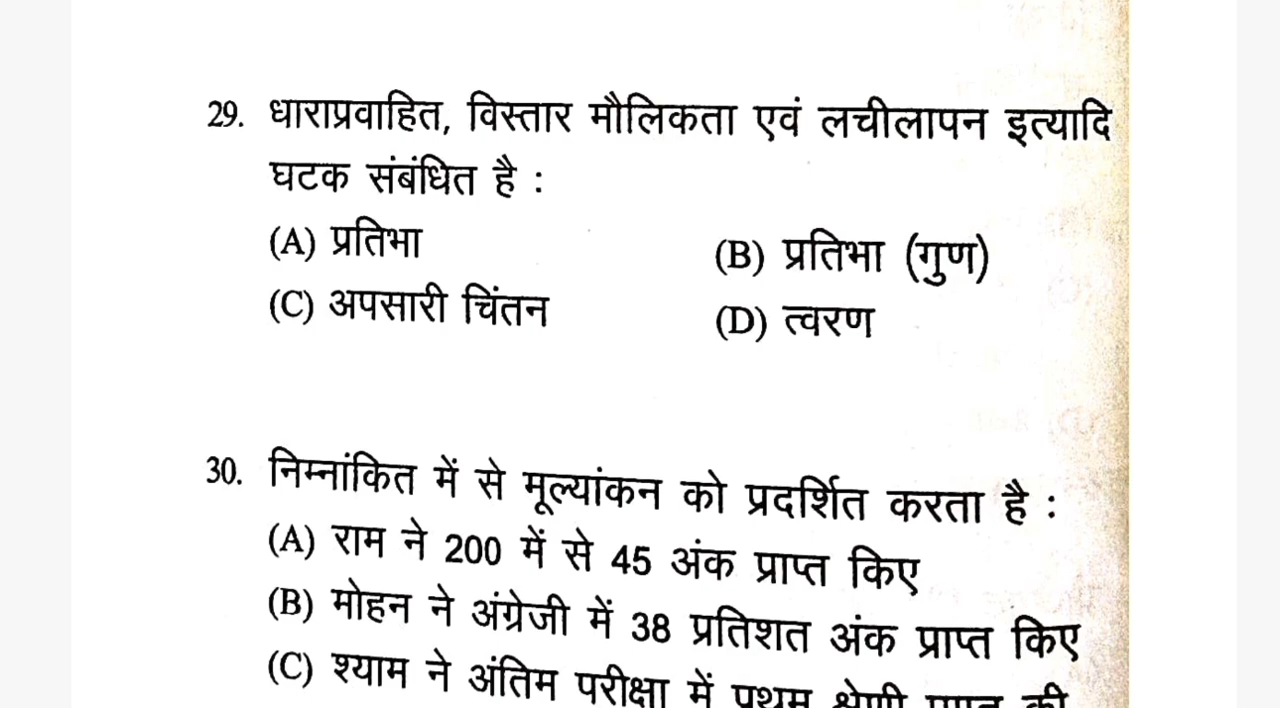 29. धाराप्रवाहित, विस्तार मौलिकता एवं लचीलापन इत्यादि
घटक संबंधित है :
(A) प्रतिभा (B) प्रतिभा (गुण)
(C) अपसारी चिंतन (D) त्वरण
30. निम्नांकित में से मूल्यांकन को प्रदर्शित करता है :
(A) राम ने 200 में से 45 अंक प्राप्त किए
(B) मोहन ने अंग्रेजी में 38 प्रतिशत अंक प्राप्त किए
(C) श्याम ने अंतिम परीक्षा में प्रथम श्रेणी प्राप्त की